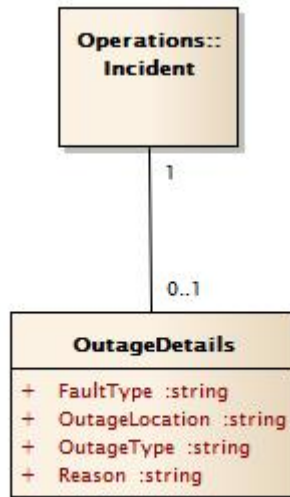 Operations::
Incident
1
0..1
OutageDetails
+ FaultType :string
+ OutageLocation :string
+ OutageType :string
+ Reason :string